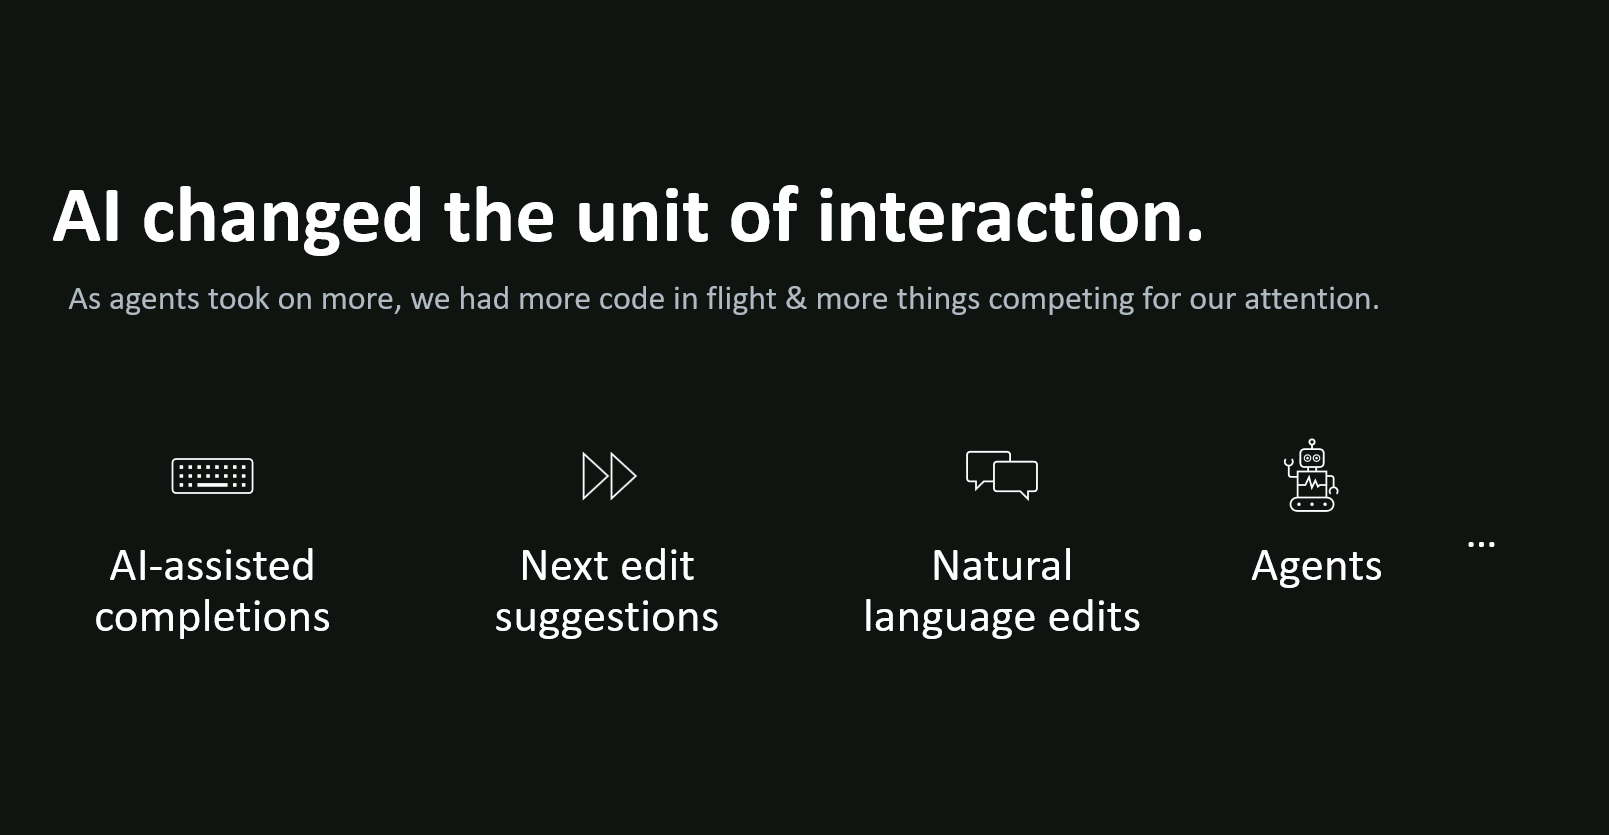 AI changed the unit of interaction.
As agents took on more, we had more code in flight & more things competing for our attention.
AI-assisted
completions
Next edit
suggestions
Natural
language edits
Agents
...